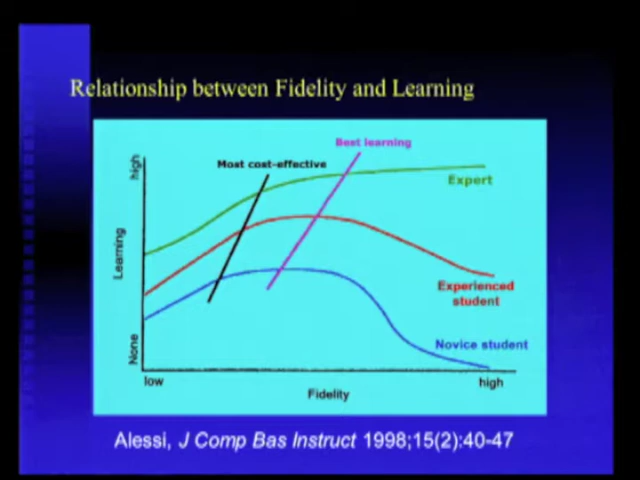 Relationship between Fidelity and Learning
Best learning
Most cost-effective
high
Expert
Learning
Experienced
student
Novice student
None
low
high
Fidelity
Alessi, J Comp Bas Instruct 1998;15(2):40-47